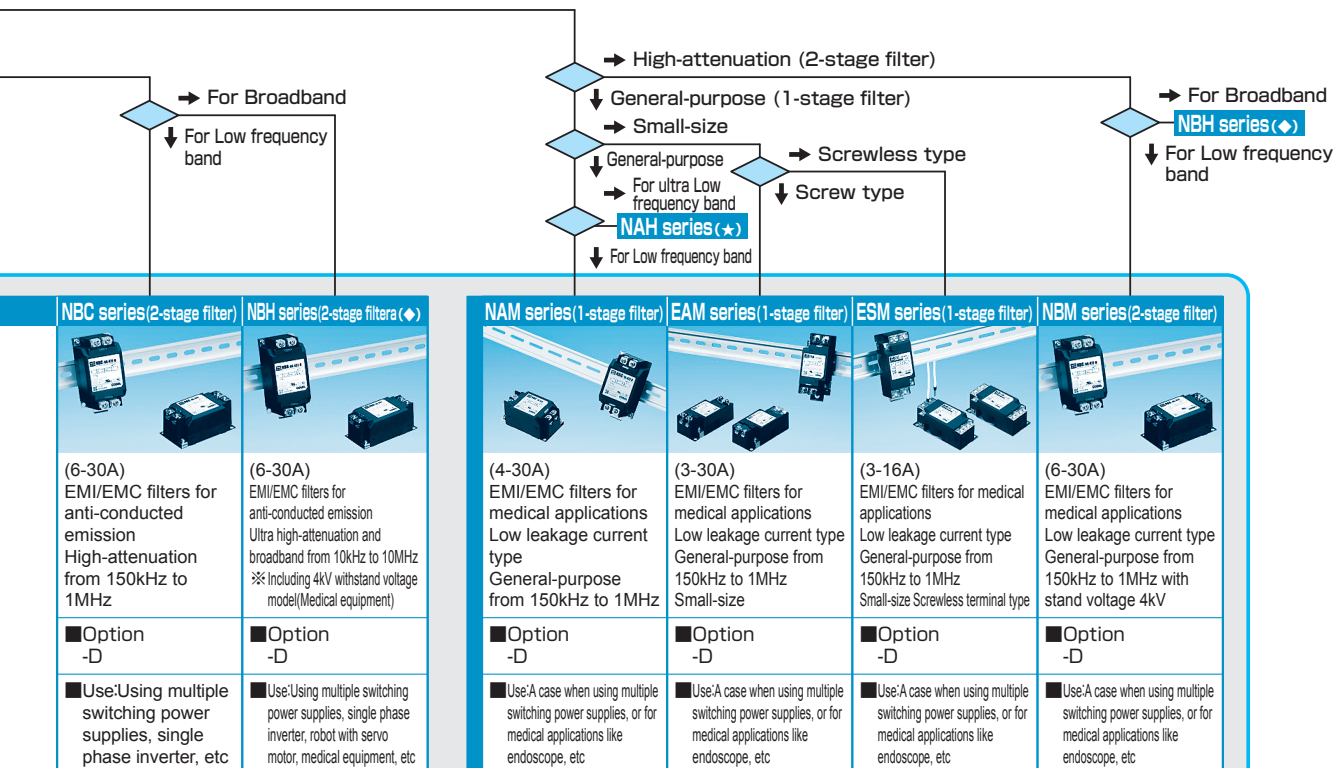 ➔ High-attenuation (2-stage filter)
General-purpose (1-stage filter)
➔ Small-size
General-purpose
➔ For ultra Low
frequency band
NAH series(★)
For Low frequency band
➔ Screwless type
Screw type
➔ For Broadband
For Low frequency
band
➔ For Broadband
NBH series(◆)
For Low frequency
band
NBC series(2-stage filter)
(6-30A)
EMI/EMC filters for
anti-conducted
emission
High-attenuation
from 150kHz to
1MHz
■Option
-D
■Use:Using multiple
switching power
supplies, single
phase inverter, etc
NBH series(2-stage filtera(◆)
(6-30A)
EMI/EMC filters for
anti-conducted emission
Ultra high-attenuation and
broadband from 10kHz to 10MHz
※Including 4kV withstand voltage
model(Medical equipment)
■Option
-D
■Use:Using multiple switching
power supplies, single phase
inverter, robot with servo
motor, medical equipment, etc
NAM series(1-stage filter)
(4-30A)
EMI/EMC filters for
medical applications
Low leakage current
type
General-purpose
from 150kHz to 1MHz
■Option
-D
■Use:A case when using multiple
switching power supplies, or for
medical applications like
endoscope, etc
EAM series(1-stage filter)
(3-30A)
EMI/EMC filters for
medical applications
Low leakage current type
General-purpose from
150kHz to 1MHz
Small-size
■Option
-D
■Use:A case when using multiple
switching power supplies, or for
medical applications like
endoscope, etc
ESM series(1-stage filter)
(3-16A)
EMI/EMC filters for medical
applications
Low leakage current type
General-purpose from
150kHz to 1MHz
Small-size Screwless terminal type
■Option
-D
■Use:A case when using multiple
switching power supplies, or for
medical applications like
endoscope, etc
NBM series(2-stage filter)
(6-30A)
EMI/EMC filters for
medical applications
Low leakage current type
General-purpose from
150kHz to 1MHz with
stand voltage 4kV
■Option
-D
■Use:A case when using multiple
switching power supplies, or for
medical applications like
endoscope, etc